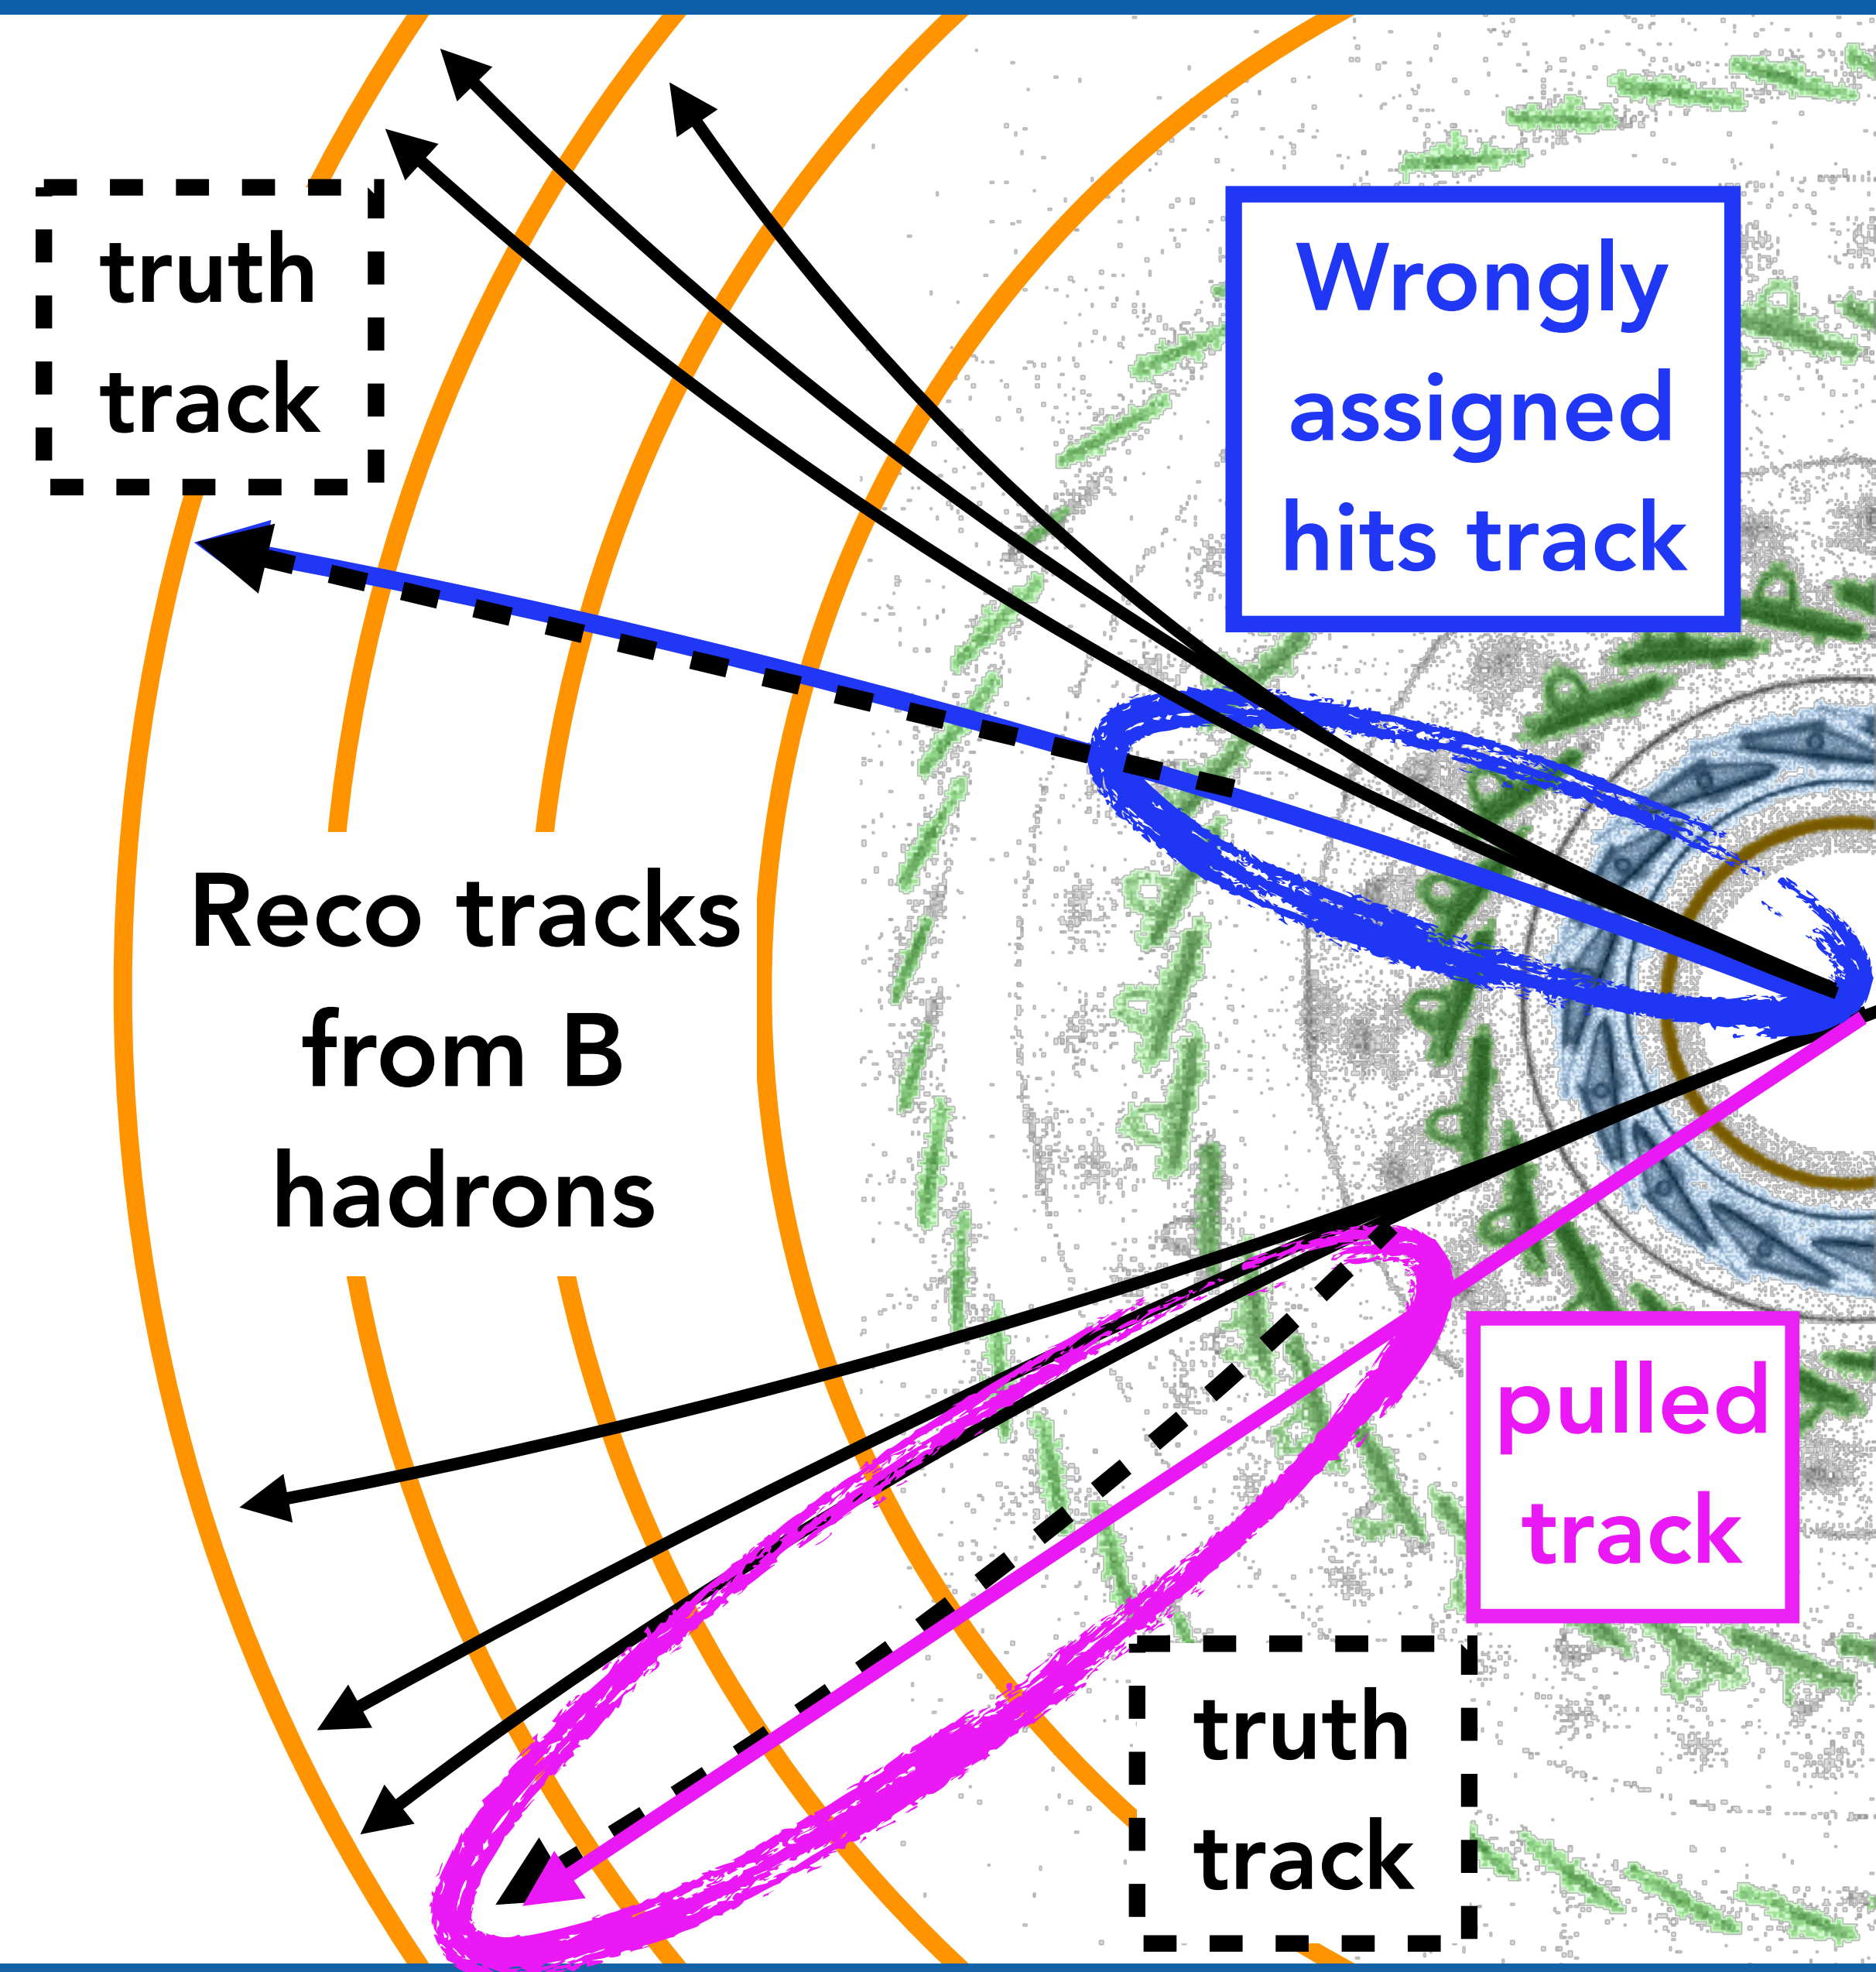 truth
track
Wrongly
assigned
hits track
Reco tracks
from B
hadrons
pulled
track
truth
track